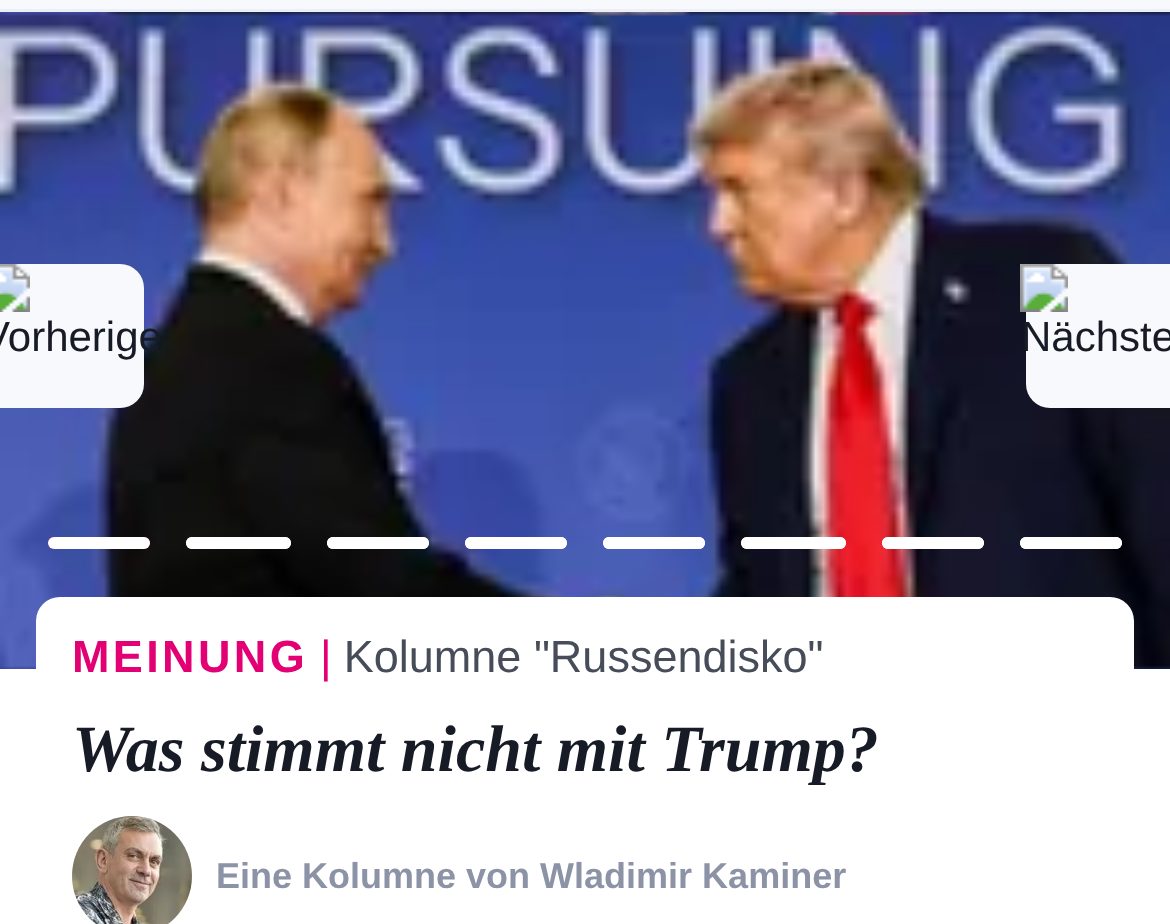 PURSUING
Vorherige
Nächste
MEINUNG | Kolumne "Russendisko"
Was stimmt nicht mit Trump?
Eine Kolumne von Wladimir Kaminer